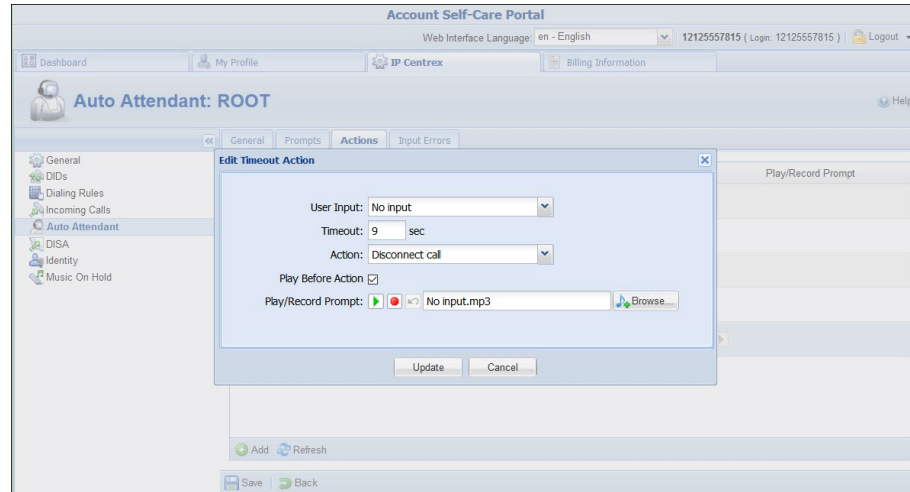 Account Self-Care Portal
Web Interface Language: en - English 12125557815 ( Login: 12125557815 ) Logout
Dashboard My Profile IP Centrex Billing Information
Auto Attendant: ROOT Help
General Prompts Actions Input Errors
General
DIDs
Dialing Rules
Incoming Calls
Auto Attendant
DISA
Identity
Music On Hold
Edit Timeout Action
Play/Record Prompt
User Input: No input
Timeout: 9 sec
Action: Disconnect call
Play Before Action
Play/Record Prompt: No input.mp3 Browse...
Update Cancel
Add Refresh
Save Back